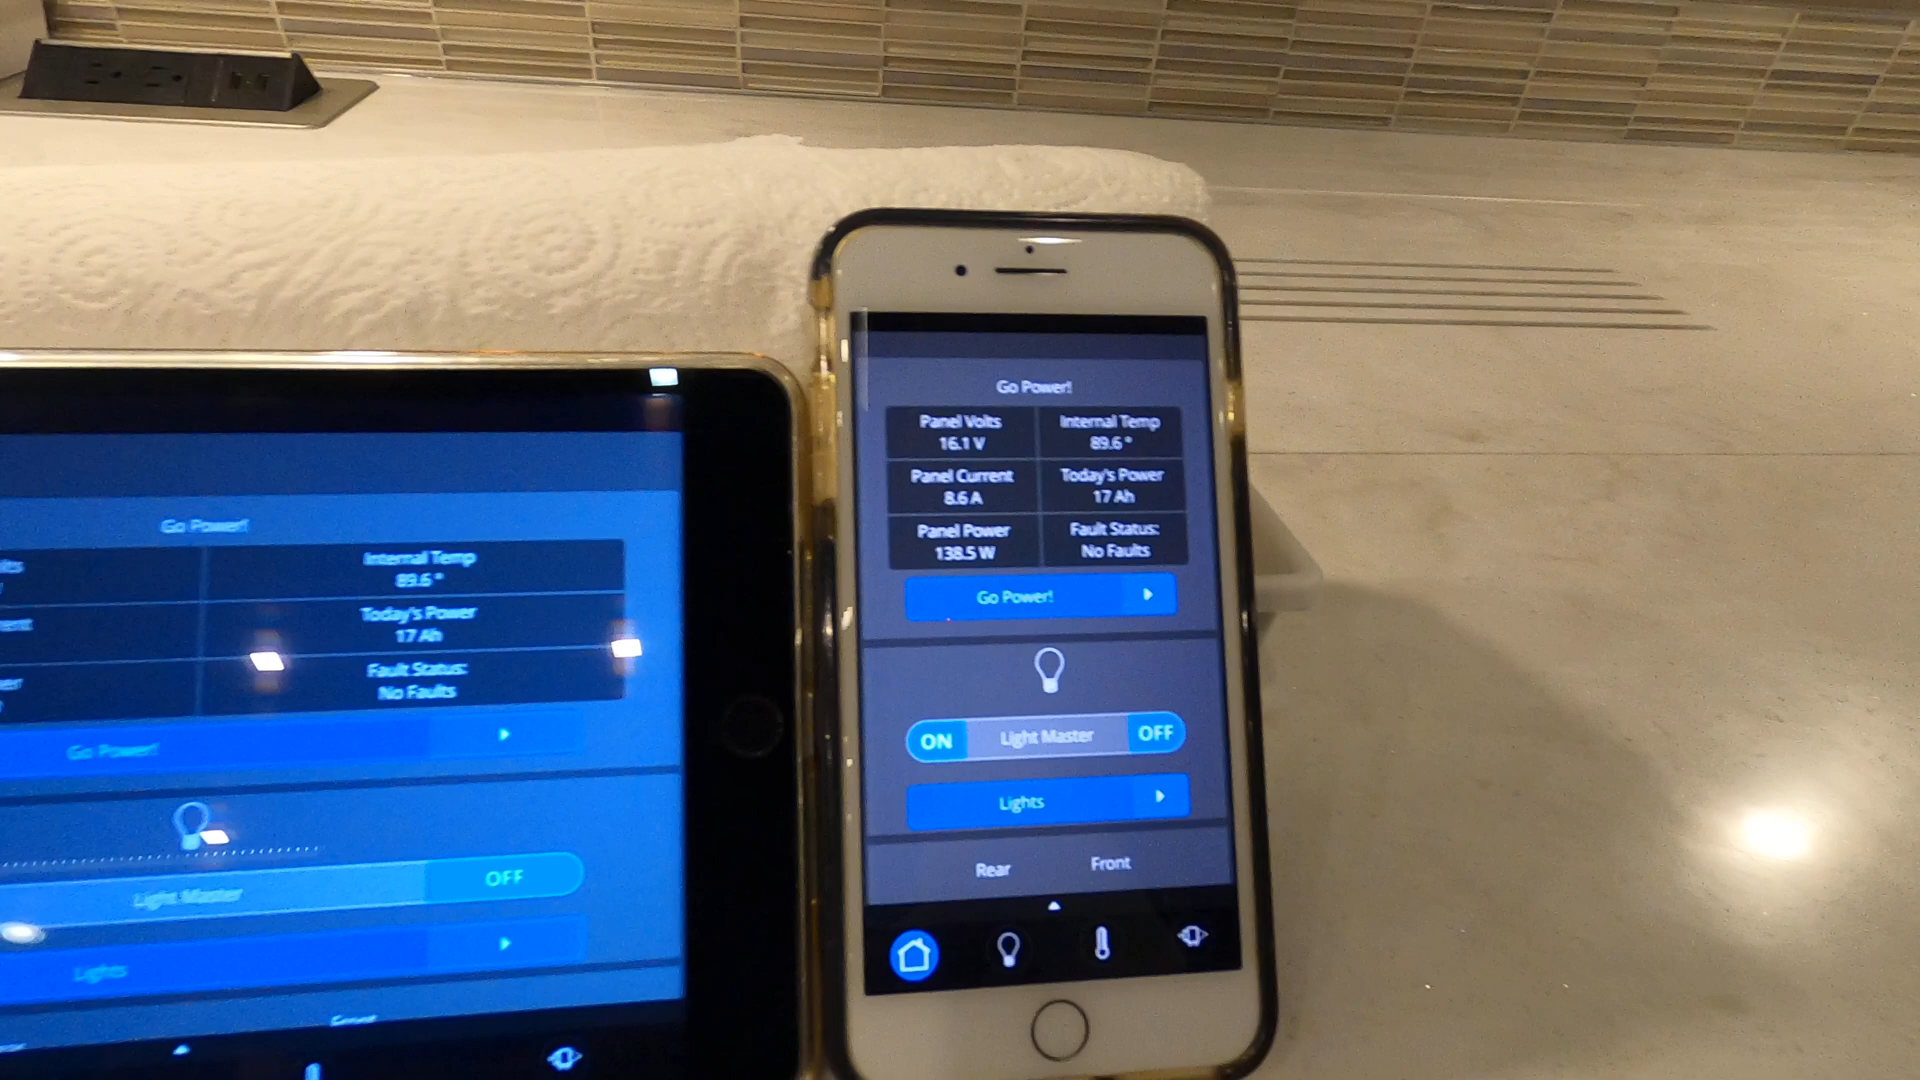 Go Power!
Internal Temp
89.6 °
Today's Power
17 Ah
Fault Status:
No Faults
Go Power!
Light Master
OFF
Lights
Go Power!
Panel Volts
16.1 V
Internal Temp
89.6 °
Panel Current
8.6 A
Today's Power
17 Ah
Panel Power
138.5 W
Fault Status:
No Faults
Go Power!
ON
Light Master
OFF
Lights
Rear
Front